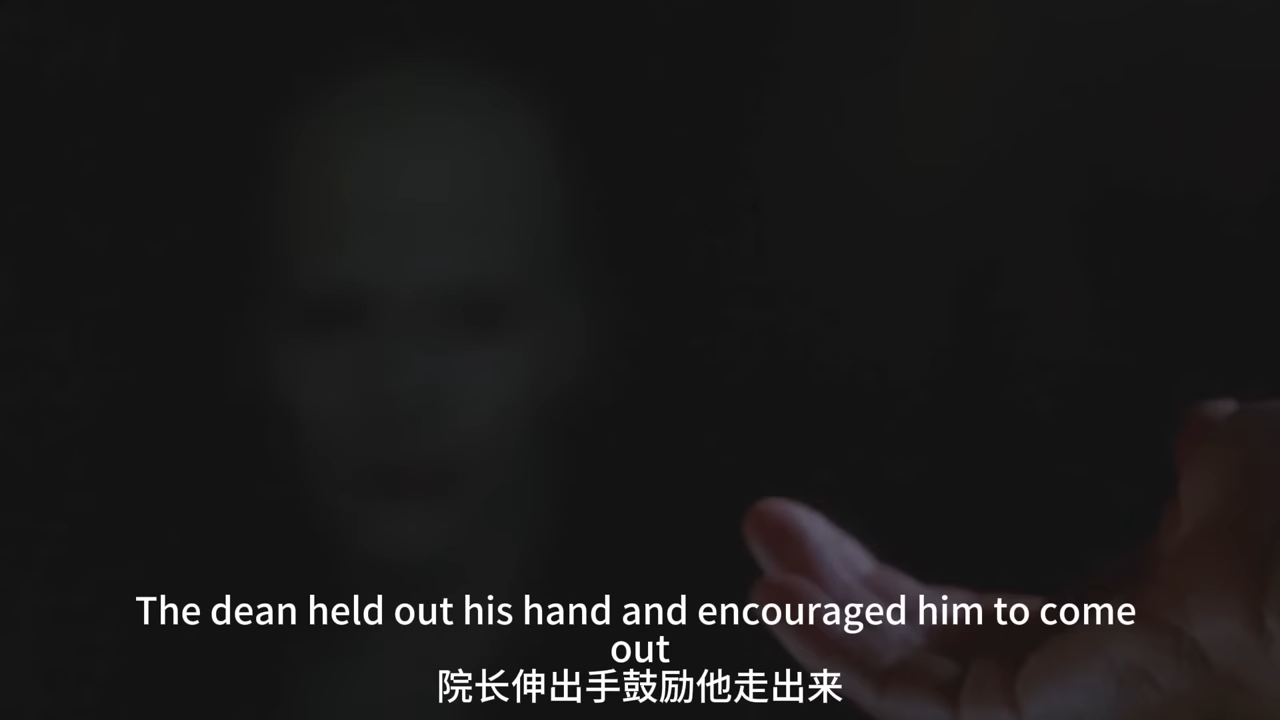 The dean held out his hand and encouraged him to come
out
院长伸出手鼓励他走出来